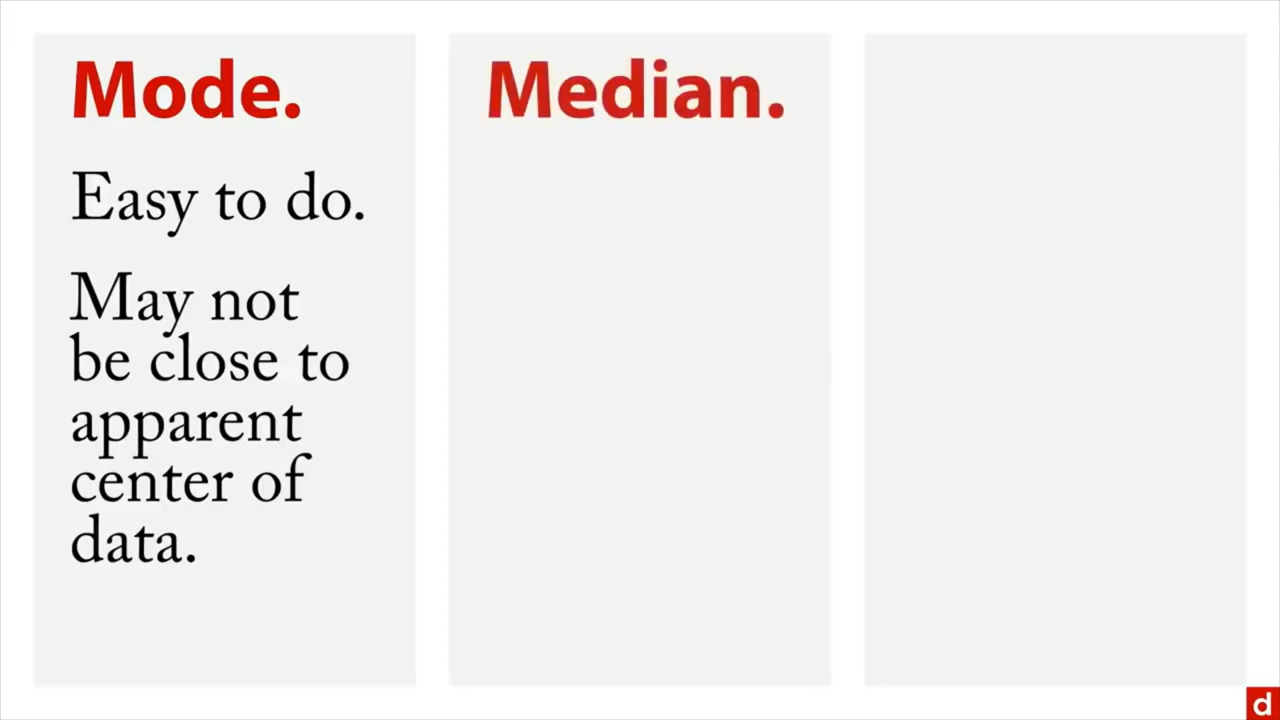 Mode.
Easy to do.
May not
be close to
apparent
center of
data.
Median.
d